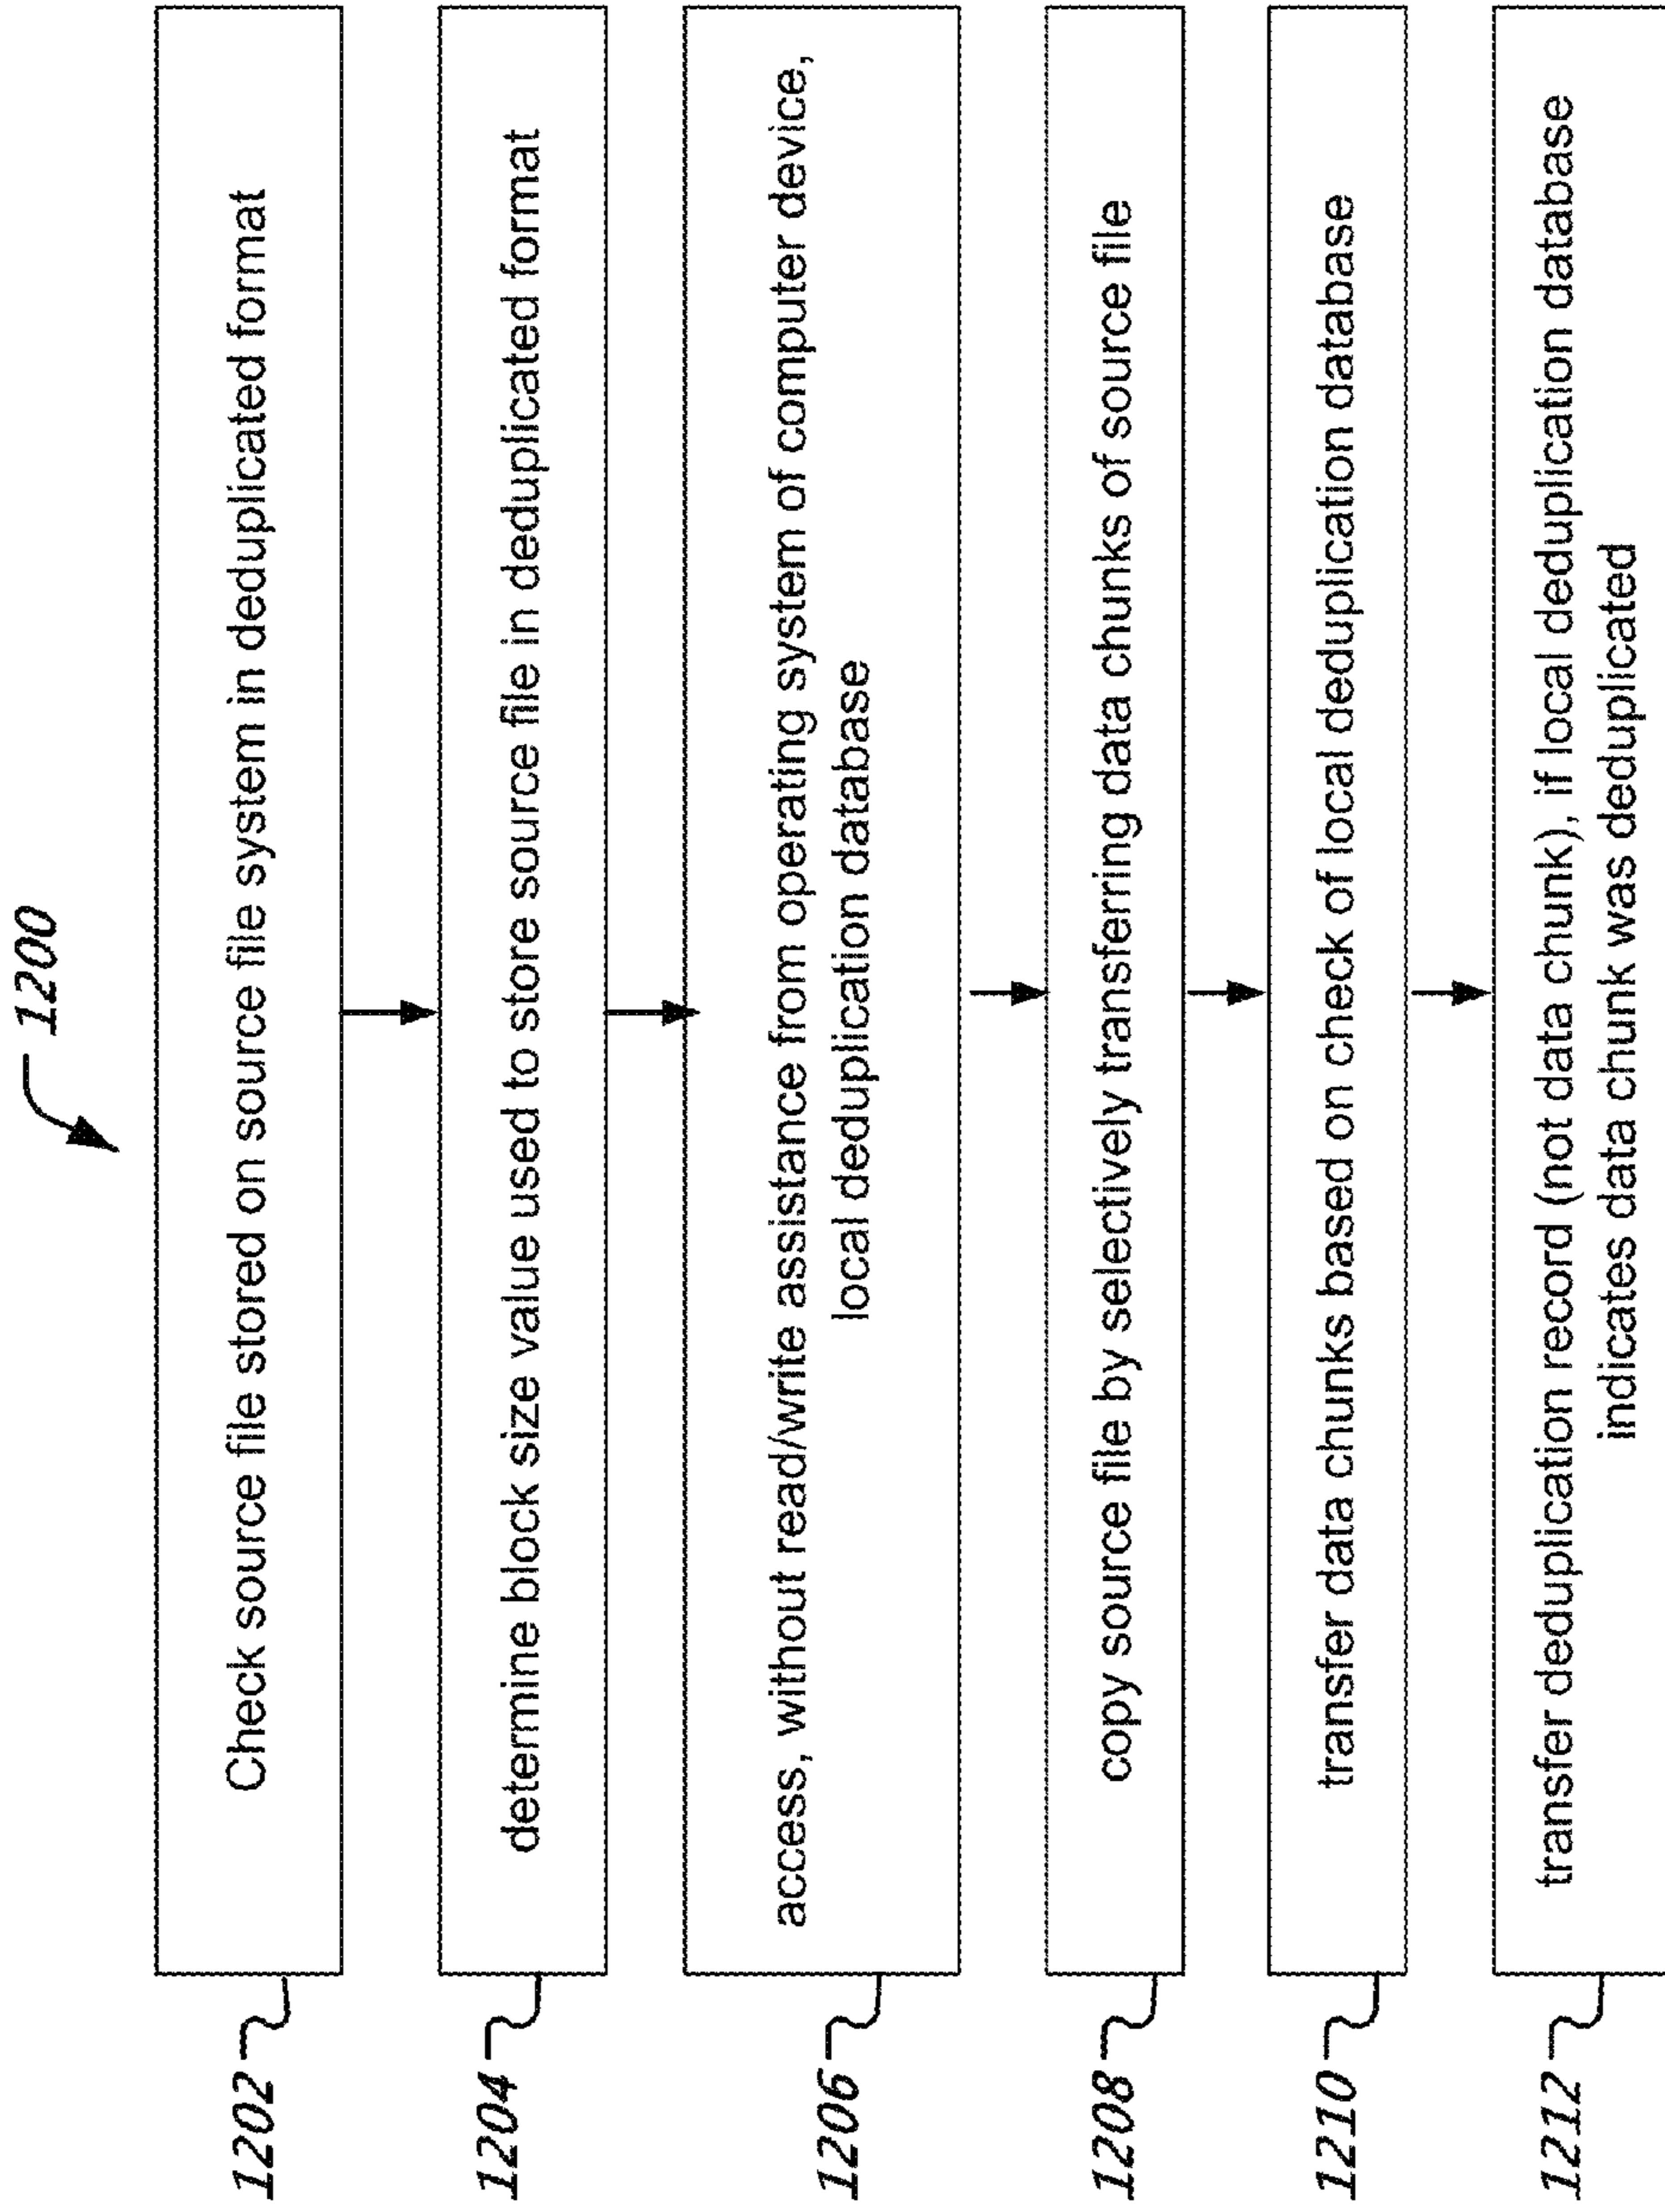 1200
1202
Check source file stored on source file system in deduplicated format
1204
determine block size value used to store source file in deduplicated format
1206
access, without read/write assistance from operating system of computer device,
local deduplication database
1208
copy source file by selectively transferring data chunks of source file
1210
transfer data chunks based on check of local deduplication database
1212
transfer deduplication record (not data chunk), if local deduplication database
indicates data chunk was deduplicated